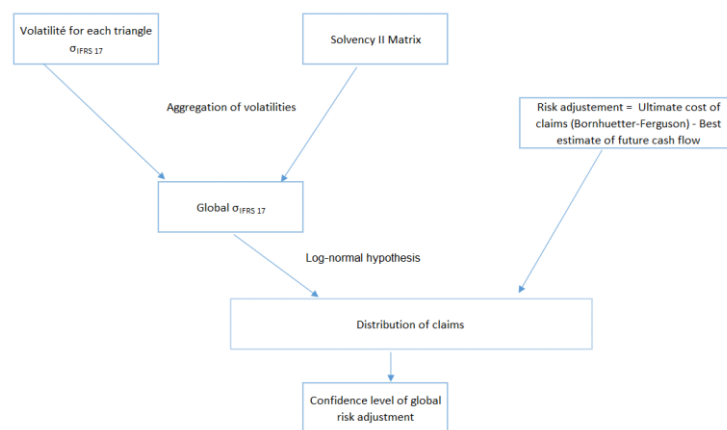 Volatilité for each triangle
σIFRS 17
Solvency II Matrix
Aggregation of volatilities
Risk adjustement = Ultimate cost of
claims (Bornhuetter-Ferguson) - Best
estimate of future cash flow
Global σIFRS 17
Log-normal hypothesis
Distribution of claims
Confidence level of global
risk adjustment